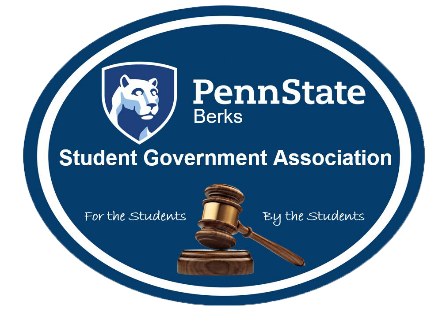 PennState
Berks
Student Government Association
For the Students By the Students